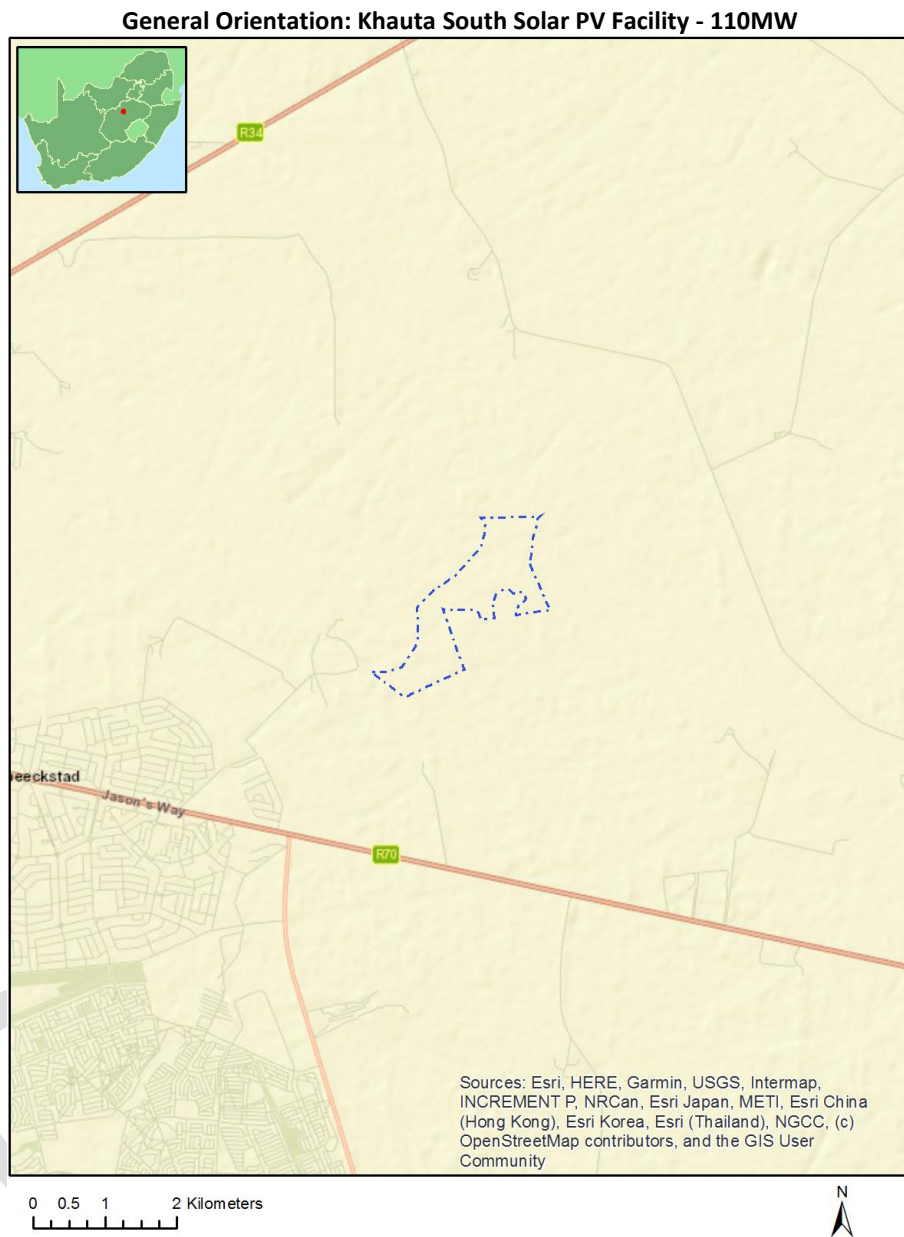 General Orientation: Khauta South Solar PV Facility - 110MW
R34
eeckstad
Jason's Way
R70
Sources: Esri, HERE, Garmin, USGS, Intermap,
INCREMENT P, NRCan, Esri Japan, METI, Esri China
(Hong Kong), Esri Korea, Esri (Thailand), NGCC, (c)
OpenStreetMap contributors, and the GIS User
Community
0 0.5 1 2 Kilometers
N